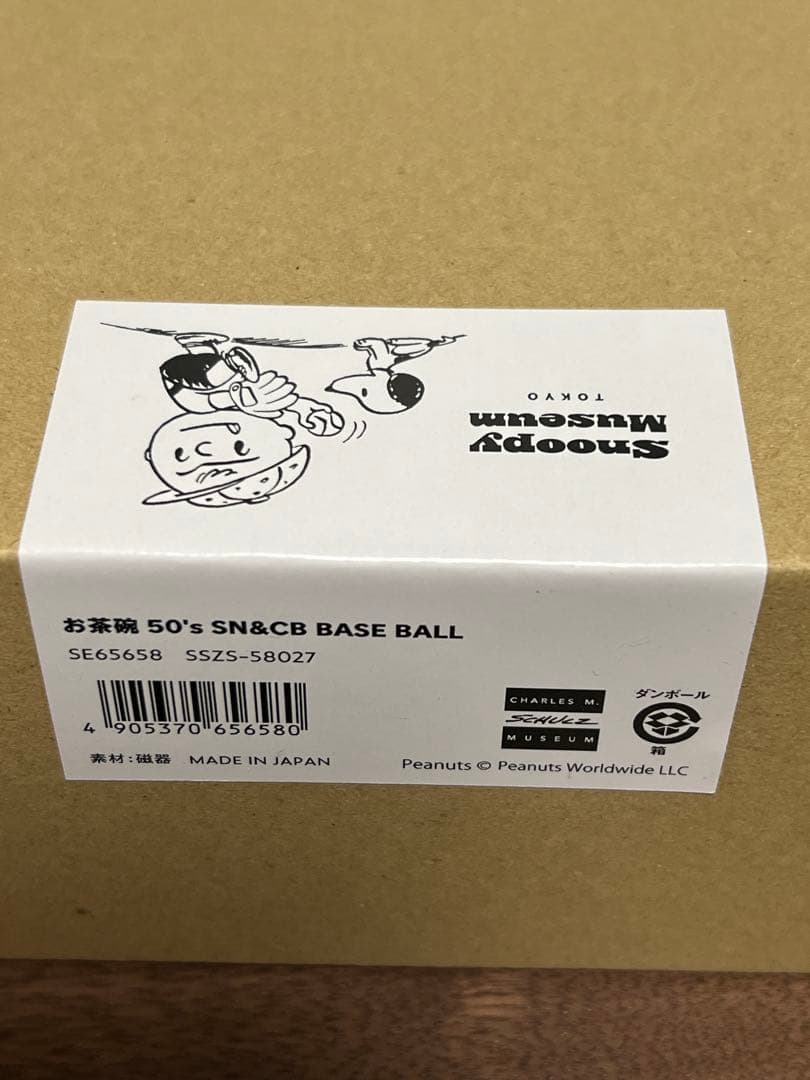 Snoopy
Museum
TOKYO
お茶碗 50's SN&CB BASE BALL
SE65658 SSZS-58027
4 905370 656580
素材:磁器 MADE IN JAPAN
CHARLES M.
SCHULZ
MUSEUM
ダンボール
箱
Peanuts © Peanuts Worldwide LLC